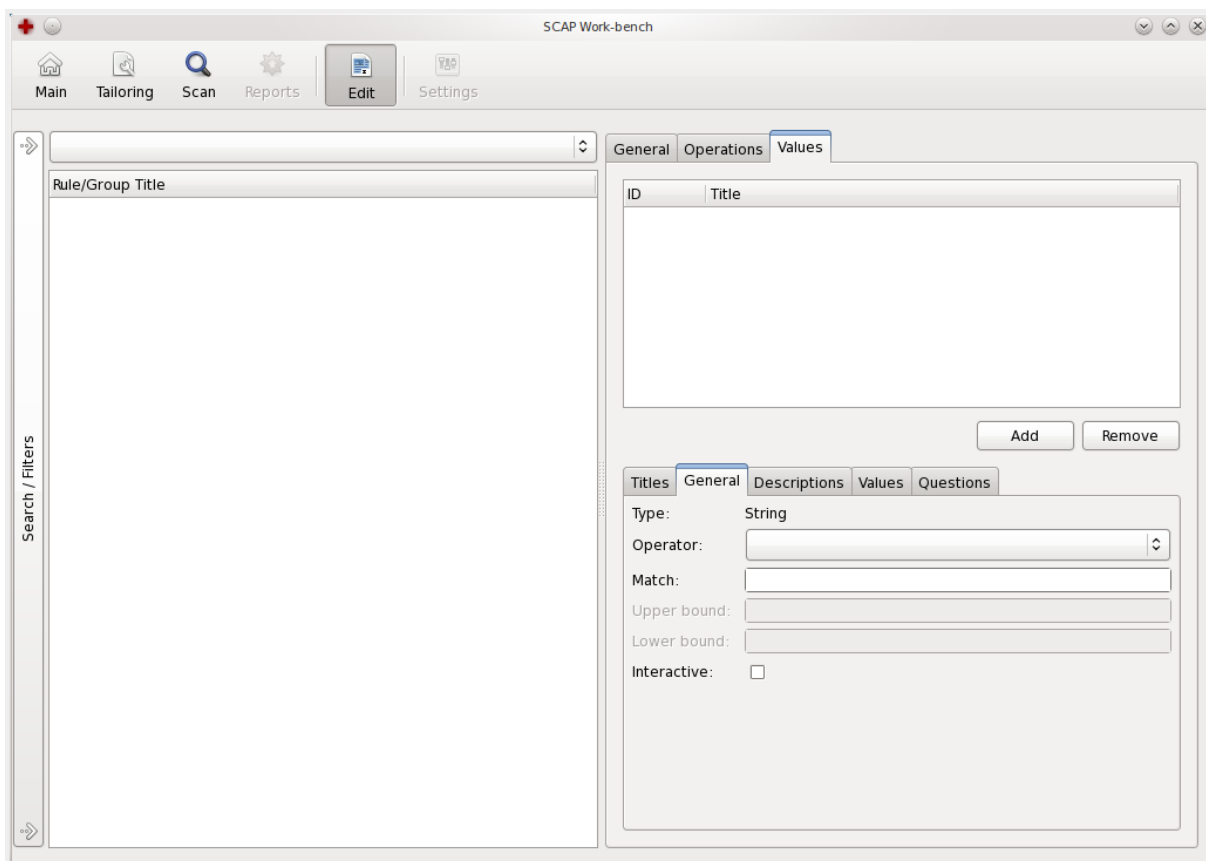 SCAP Work-bench
Main Tailoring Scan Reports Edit Settings
Search / Filters
Rule/Group Title
General Operations Values
ID Title
Add Remove
Titles General Descriptions Values Questions
Type: String
Operator:
Match:
Upper bound:
Lower bound:
Interactive: